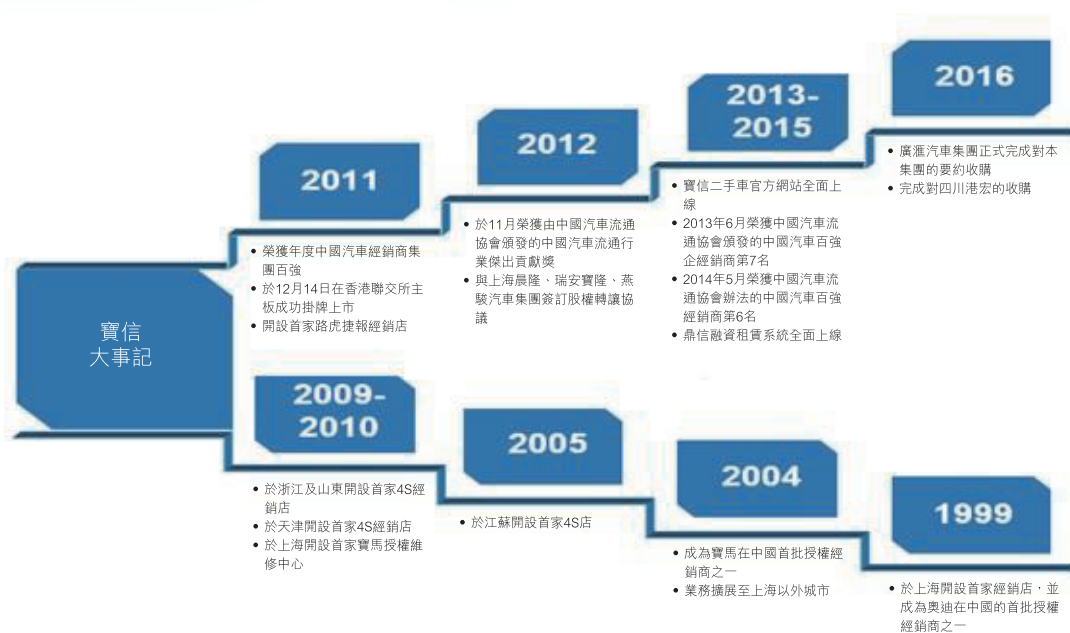 寶信
大事記
2011
榮獲年度中國汽車經銷商集
團百強
於12月14日在香港聯交所主
板成功掛牌上市
開設首家路虎捷報經銷店
2012
於11月榮獲由中國汽車流通
協會頒發的中國汽車流通行
業傑出貢獻獎
與上海晨隆、瑞安寶隆、燕
駿汽車集團簽訂股權轉讓協
議
2013-
2015
寶信二手車官方網站全面上
線
2013年6月榮獲中國汽車流
通協會頒發的中國汽車百強
企經銷商第7名
2014年5月榮獲中國汽車流
通協會辦法的中國汽車百強
經銷商第6名
鼎信融資租賃系統全面上線
2016
廣滙汽車集團正式完成對本
集團的要約收購
完成對四川港宏的收購
2009-
2010
於浙江及山東開設首家4S經
銷店
於天津開設首家4S經銷店
於上海開設首家寶馬授權維
修中心
2005
於江蘇開設首家4S店
2004
成為寶馬在中國首批授權經
銷商之一
業務擴展至上海以外城市
1999
於上海開設首家經銷店，並
成為奧迪在中國的首批授權
經銷商之一